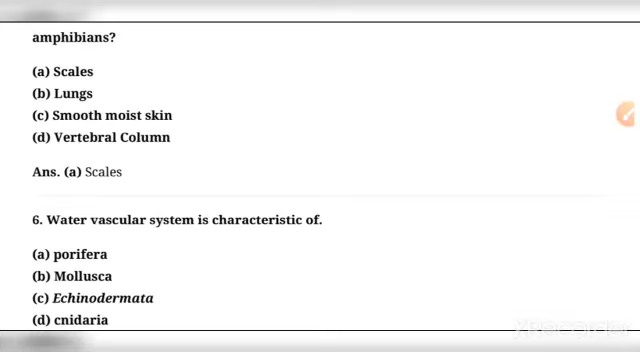 amphibians?
(a) Scales
(b) Lungs
(c) Smooth moist skin
(d) Vertebral Column
Ans. (a) Scales
6. Water vascular system is characteristic of.
(a) porifera
(b) Mollusca
(c) Echinodermata
(d) cnidaria
XRecorder